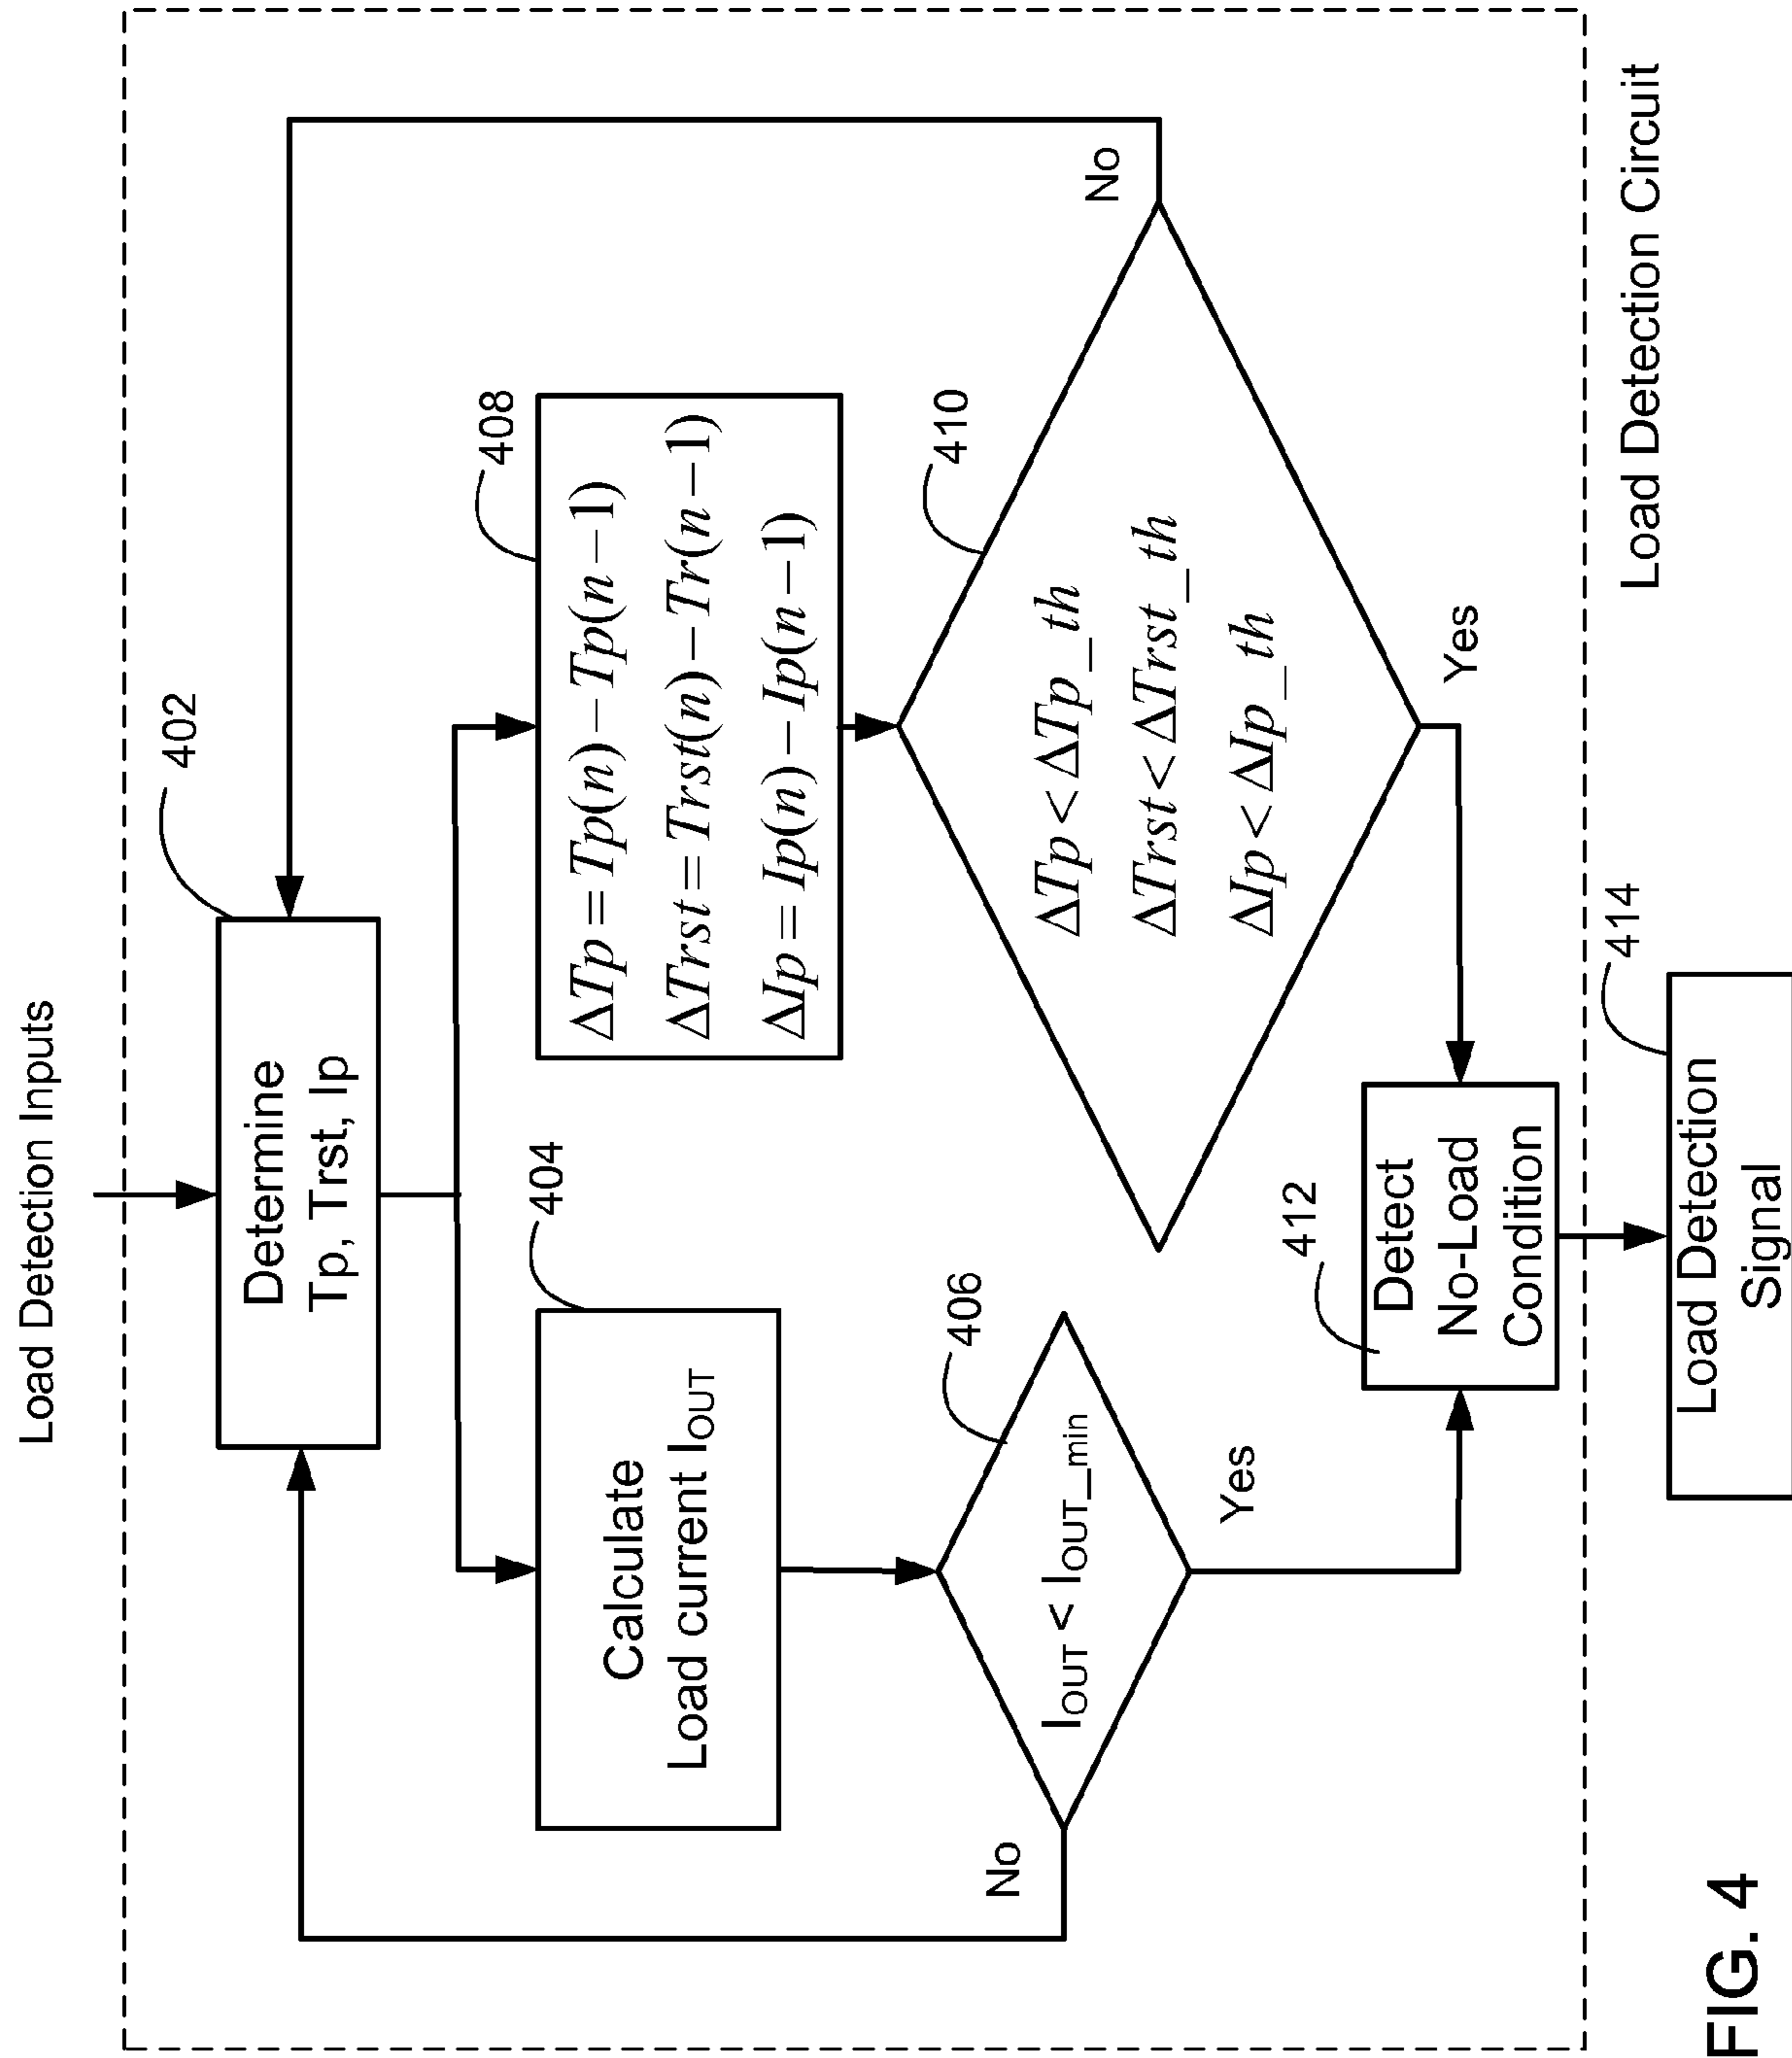 Load Detection Inputs
402
Determine
Tp, Trst, Ip
404
Calculate
Load current IOUT
408
ΔTp = Tp(n) − Tp(n − 1)
ΔTrst = Trst(n) − Tr(n − 1)
ΔIp = Ip(n) − Ip(n − 1)
406
IOUT < IOUT_min
No
Yes
410
ΔTp < ΔTp_th
ΔTrst < ΔTrst_th
ΔIp < ΔIp_th
No
Yes
412
Detect
No-Load
Condition
Load Detection Circuit
414
Load Detection
Signal
FIG. 4